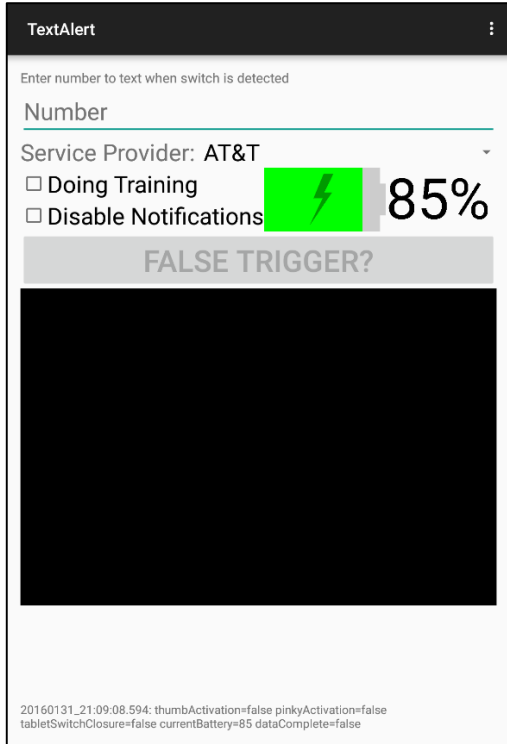 TextAlert
Enter number to text when switch is detected
Number
Service Provider: AT&T
Doing Training
Disable Notifications
85%
FALSE TRIGGER?
20160131_21:09:08.594: thumbActivation=false pinkyActivation=false
tabletSwitchClosure=false currentBattery=85 dataComplete=false